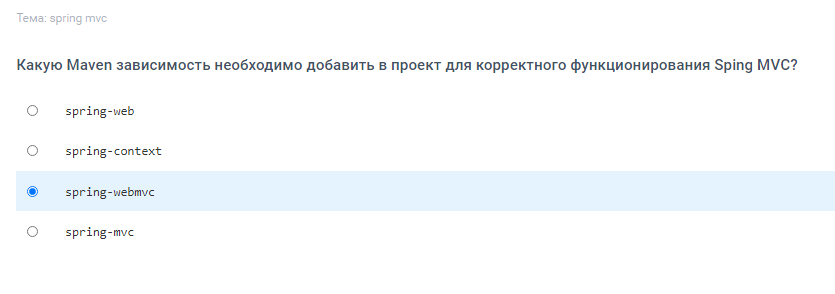 Тема: spring mvc
Какую Maven зависимость необходимо добавить в проект для корректного функционирования Sping MVC?
spring-web
spring-context
spring-webmvc
spring-mvc